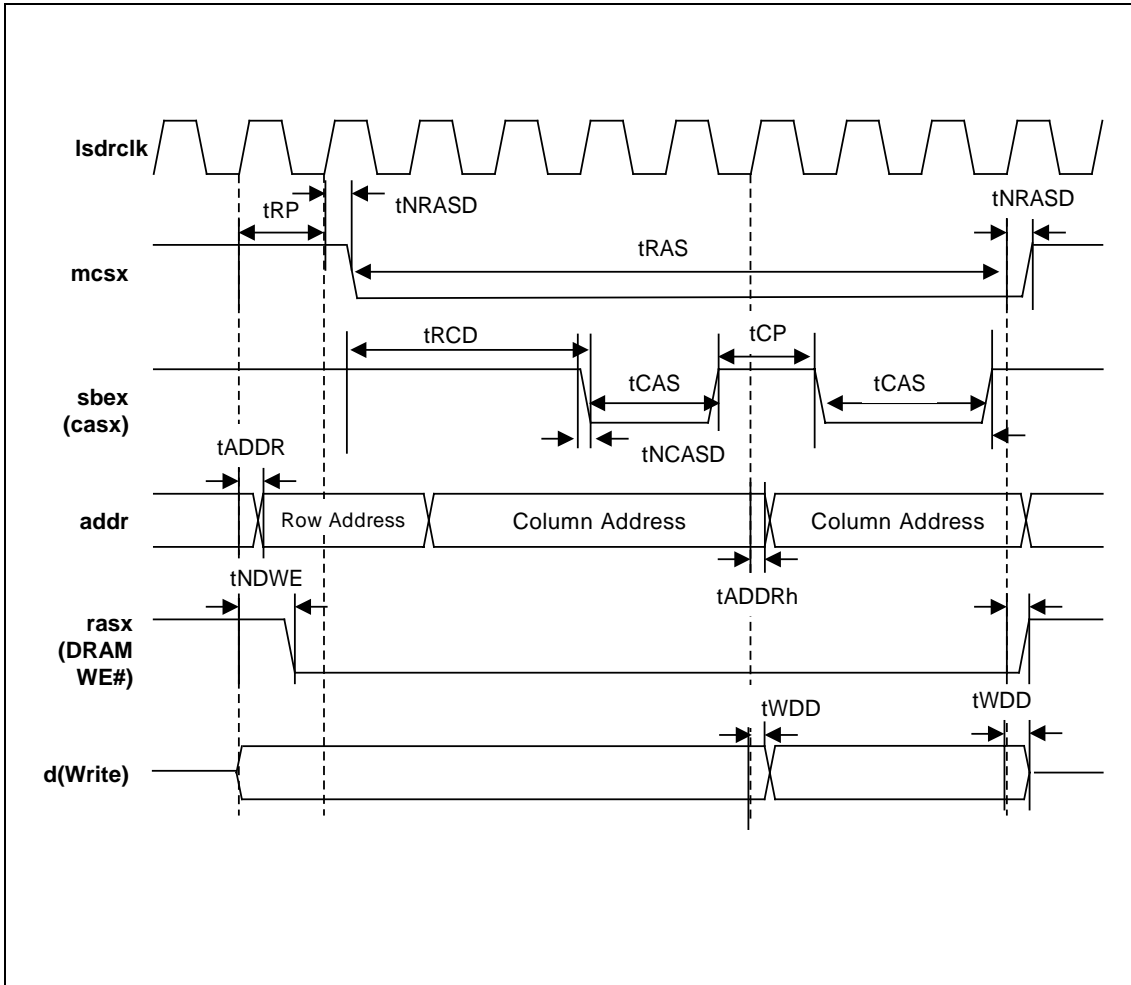 lsdrclk
tRP
tNRASD
tNRASD
mcsx
tRAS
tRCD
tCP
sbex
(casx)
tCAS
tCAS
tNCASD
tADDR
addr
Row Address
Column Address
Column Address
tNDWE
tADDRh
rasx
(DRAM
WE#)
tWDD
tWDD
d(Write)